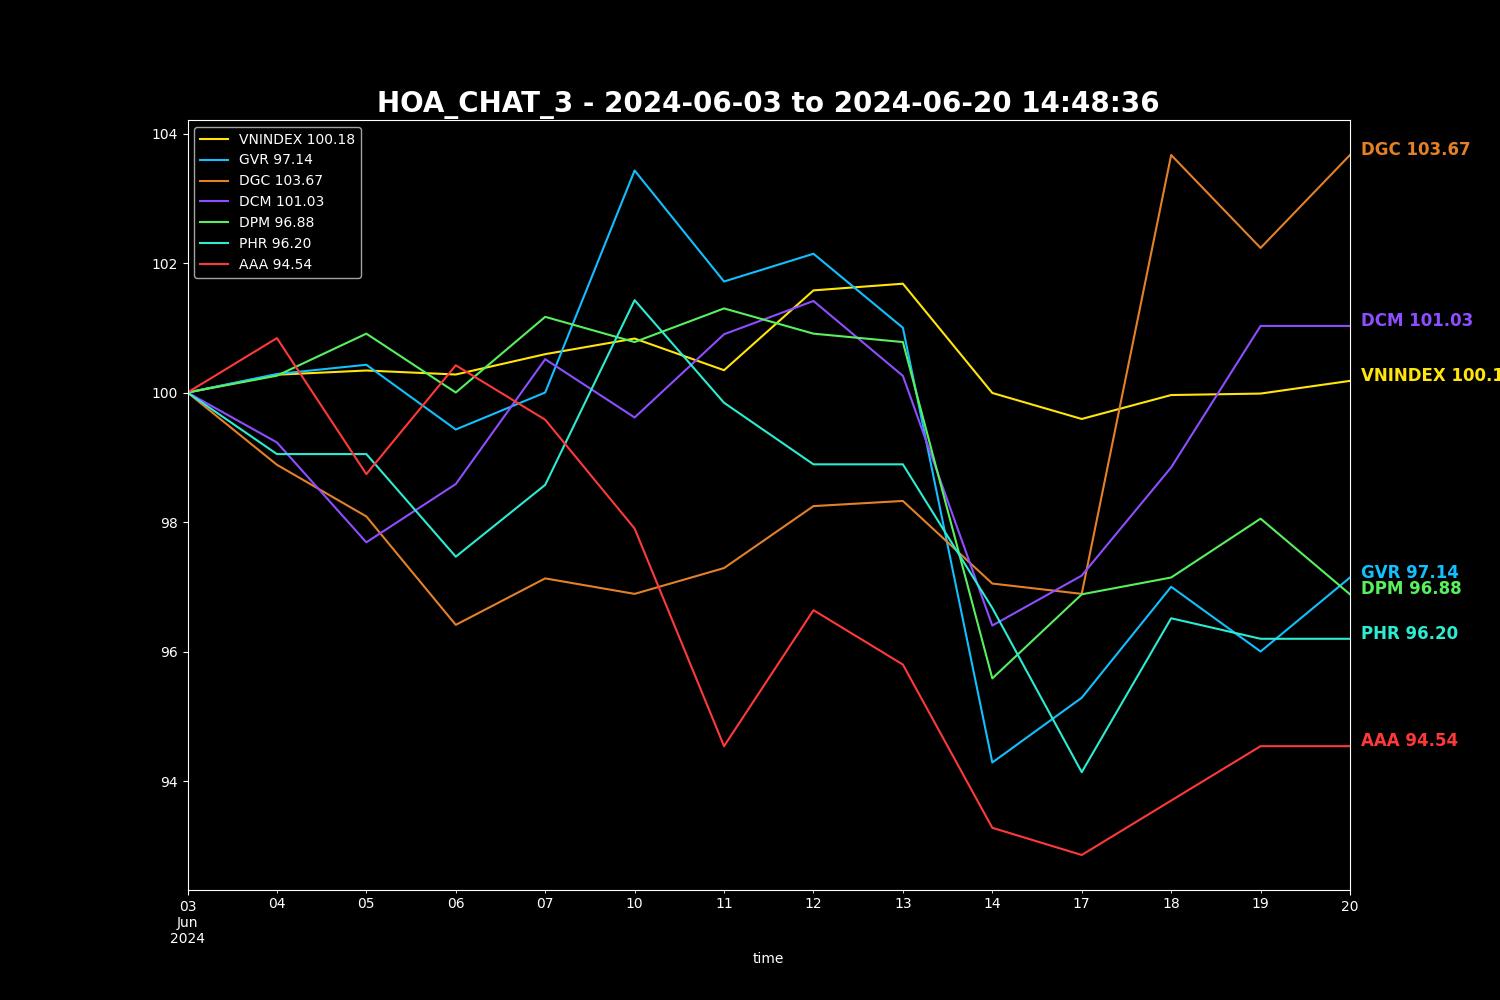 HOA_CHAT_3 - 2024-06-03 to 2024-06-20 14:48:36
104
102
100
98
96
94
VNINDEX 100.18
GVR 97.14
DGC 103.67
DCM 101.03
DPM 96.88
PHR 96.20
AAA 94.54
DGC 103.67
DCM 101.03
VNINDEX 100.1
GVR 97.14
DPM 96.88
PHR 96.20
AAA 94.54
03 04 05 06 07 10 11 12 13 14 17 18 19 20
Jun
2024
time